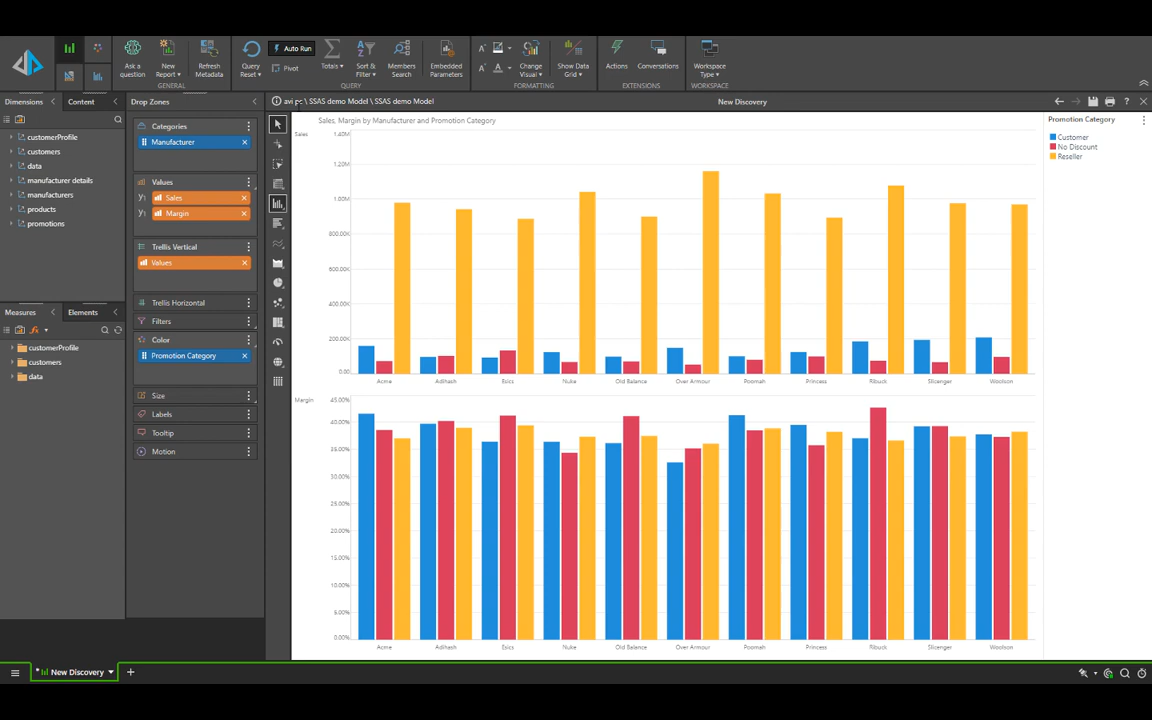 Ask a question
New Report
GENERAL
Refresh Metadata
Query Reset
Auto Run
Pivot
Totals
Sort & Filter
Members Search
QUERY
Embedded Parameters
Change Visual
Show Data Grid
FORMATTING
Actions
Conversations
EXTENSIONS
Workspace Type
WORKSPACE
Dimensions
Content
Drop Zones
avi pc \ SSAS demo Model \ SSAS demo Model
New Discovery
customerProfile
customers
data
manufacturer details
manufacturers
products
promotions
Measures
Elements
customerProfile
customers
data
Categories
Manufacturer
Values
Sales
Margin
Trellis Vertical
Values
Trellis Horizontal
Filters
Color
Promotion Category
Size
Labels
Tooltip
Motion
Sales, Margin by Manufacturer and Promotion Category
Sales
1.40M
1.20M
1.00M
800.00K
600.00K
400.00K
200.00K
0.00
Acme Adihash Esics Nuke Old Balance Over Armour Poomah Princess Ribuck Slicenger Woolson
Margin
45.00%
40.00%
35.00%
30.00%
25.00%
20.00%
15.00%
10.00%
5.00%
0.00%
Acme Adihash Esics Nuke Old Balance Over Armour Poomah Princess Ribuck Slicenger Woolson
Promotion Category
Customer
No Discount
Reseller
* New Discovery